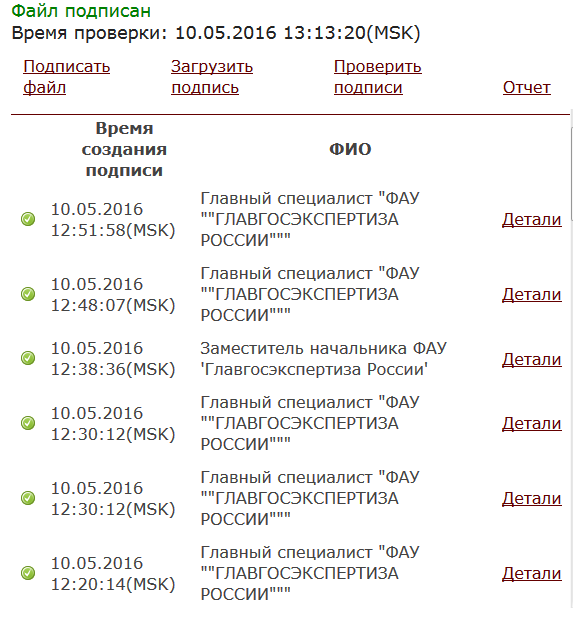 Файл подписан
Время проверки: 10.05.2016 13:13:20(MSK)
Подписать файл
Загрузить подпись
Проверить подписи
Отчет
Время создания подписи
ФИО
10.05.2016
12:51:58(MSK)
Главный специалист "ФАУ
""ГЛАВГОСЭКСПЕРТИЗА
РОССИИ"""
Детали
10.05.2016
12:48:07(MSK)
Главный специалист "ФАУ
""ГЛАВГОСЭКСПЕРТИЗА
РОССИИ"""
Детали
10.05.2016
12:38:36(MSK)
Заместитель начальника ФАУ
'Главгосэкспертиза России'
Детали
10.05.2016
12:30:12(MSK)
Главный специалист "ФАУ
""ГЛАВГОСЭКСПЕРТИЗА
РОССИИ"""
Детали
10.05.2016
12:30:12(MSK)
Главный специалист "ФАУ
""ГЛАВГОСЭКСПЕРТИЗА
РОССИИ"""
Детали
10.05.2016
12:20:14(MSK)
Главный специалист "ФАУ
""ГЛАВГОСЭКСПЕРТИЗА
РОССИИ"""
Детали